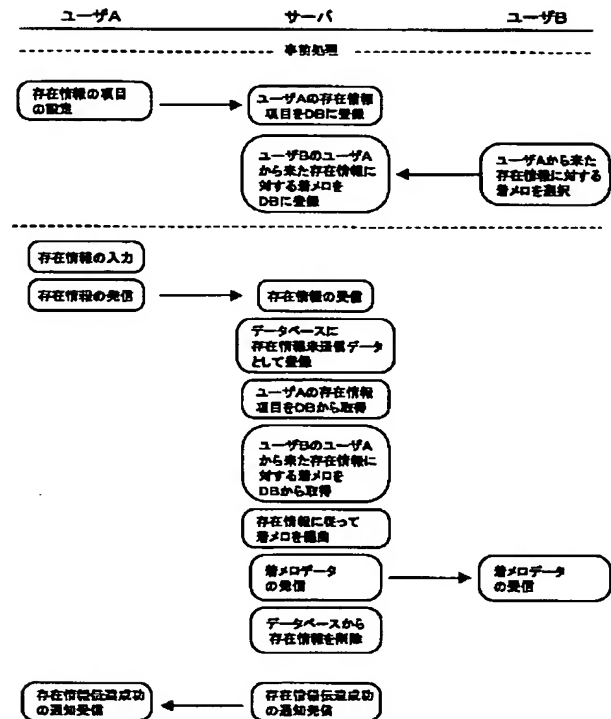 ユーザA
サーバ
ユーザB
事前処理
存在情報の項目
の設定
ユーザAの存在情報
項目をDBに登録
ユーザBのユーザA
から来た存在情報に
対する着メロを
DBに登録
ユーザAから来た
存在情報に対する
着メロを選択
存在情報の入力
存在情報の発信
存在情報の受信
データベースに
存在情報未送信データ
として登録
ユーザAの存在情報
項目をDBから取得
ユーザBのユーザA
から来た存在情報に
対する着メロを
DBから取得
存在情報に従って
着メロを編曲
着メロデータ
の発信
着メロデータ
の受信
データベースから
存在情報を削除
存在情報伝達成功
の通知受信
存在情報伝達成功
の通知発信